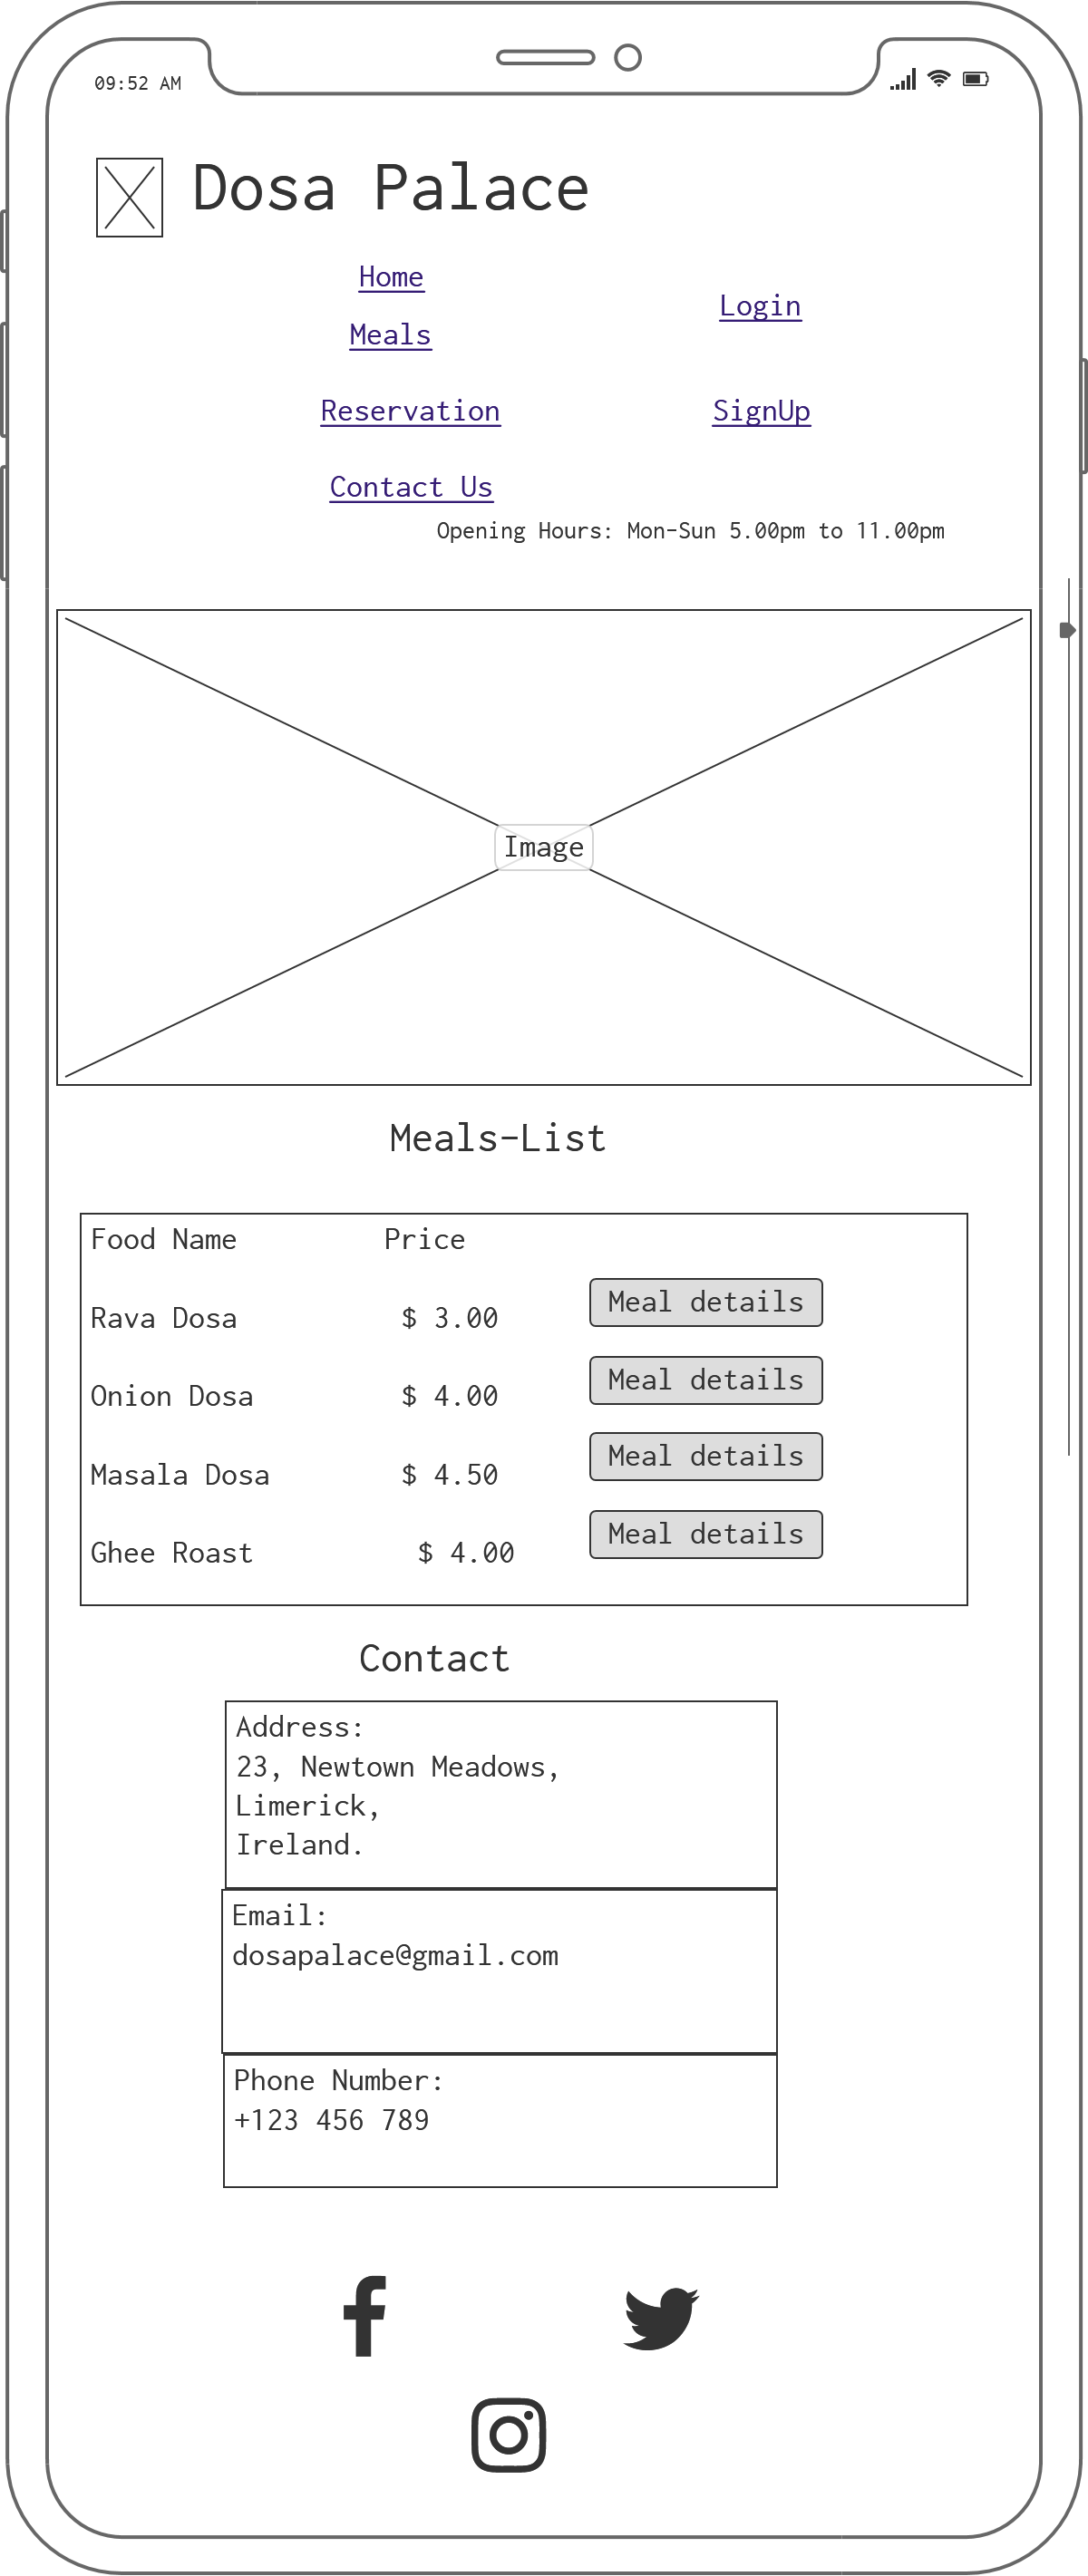 09:52 AM
Dosa Palace
Home
Login
Meals
Reservation
SignUp
Contact Us
Opening Hours: Mon-Sun 5.00pm to 11.00pm
Image
Meals-List
Food Name Price
Rava Dosa $ 3.00 Meal details
Onion Dosa $ 4.00 Meal details
Masala Dosa $ 4.50 Meal details
Ghee Roast $ 4.00 Meal details
Contact
Address:
23, Newtown Meadows,
Limerick,
Ireland.
Email:
dosapalace@gmail.com
Phone Number:
+123 456 789